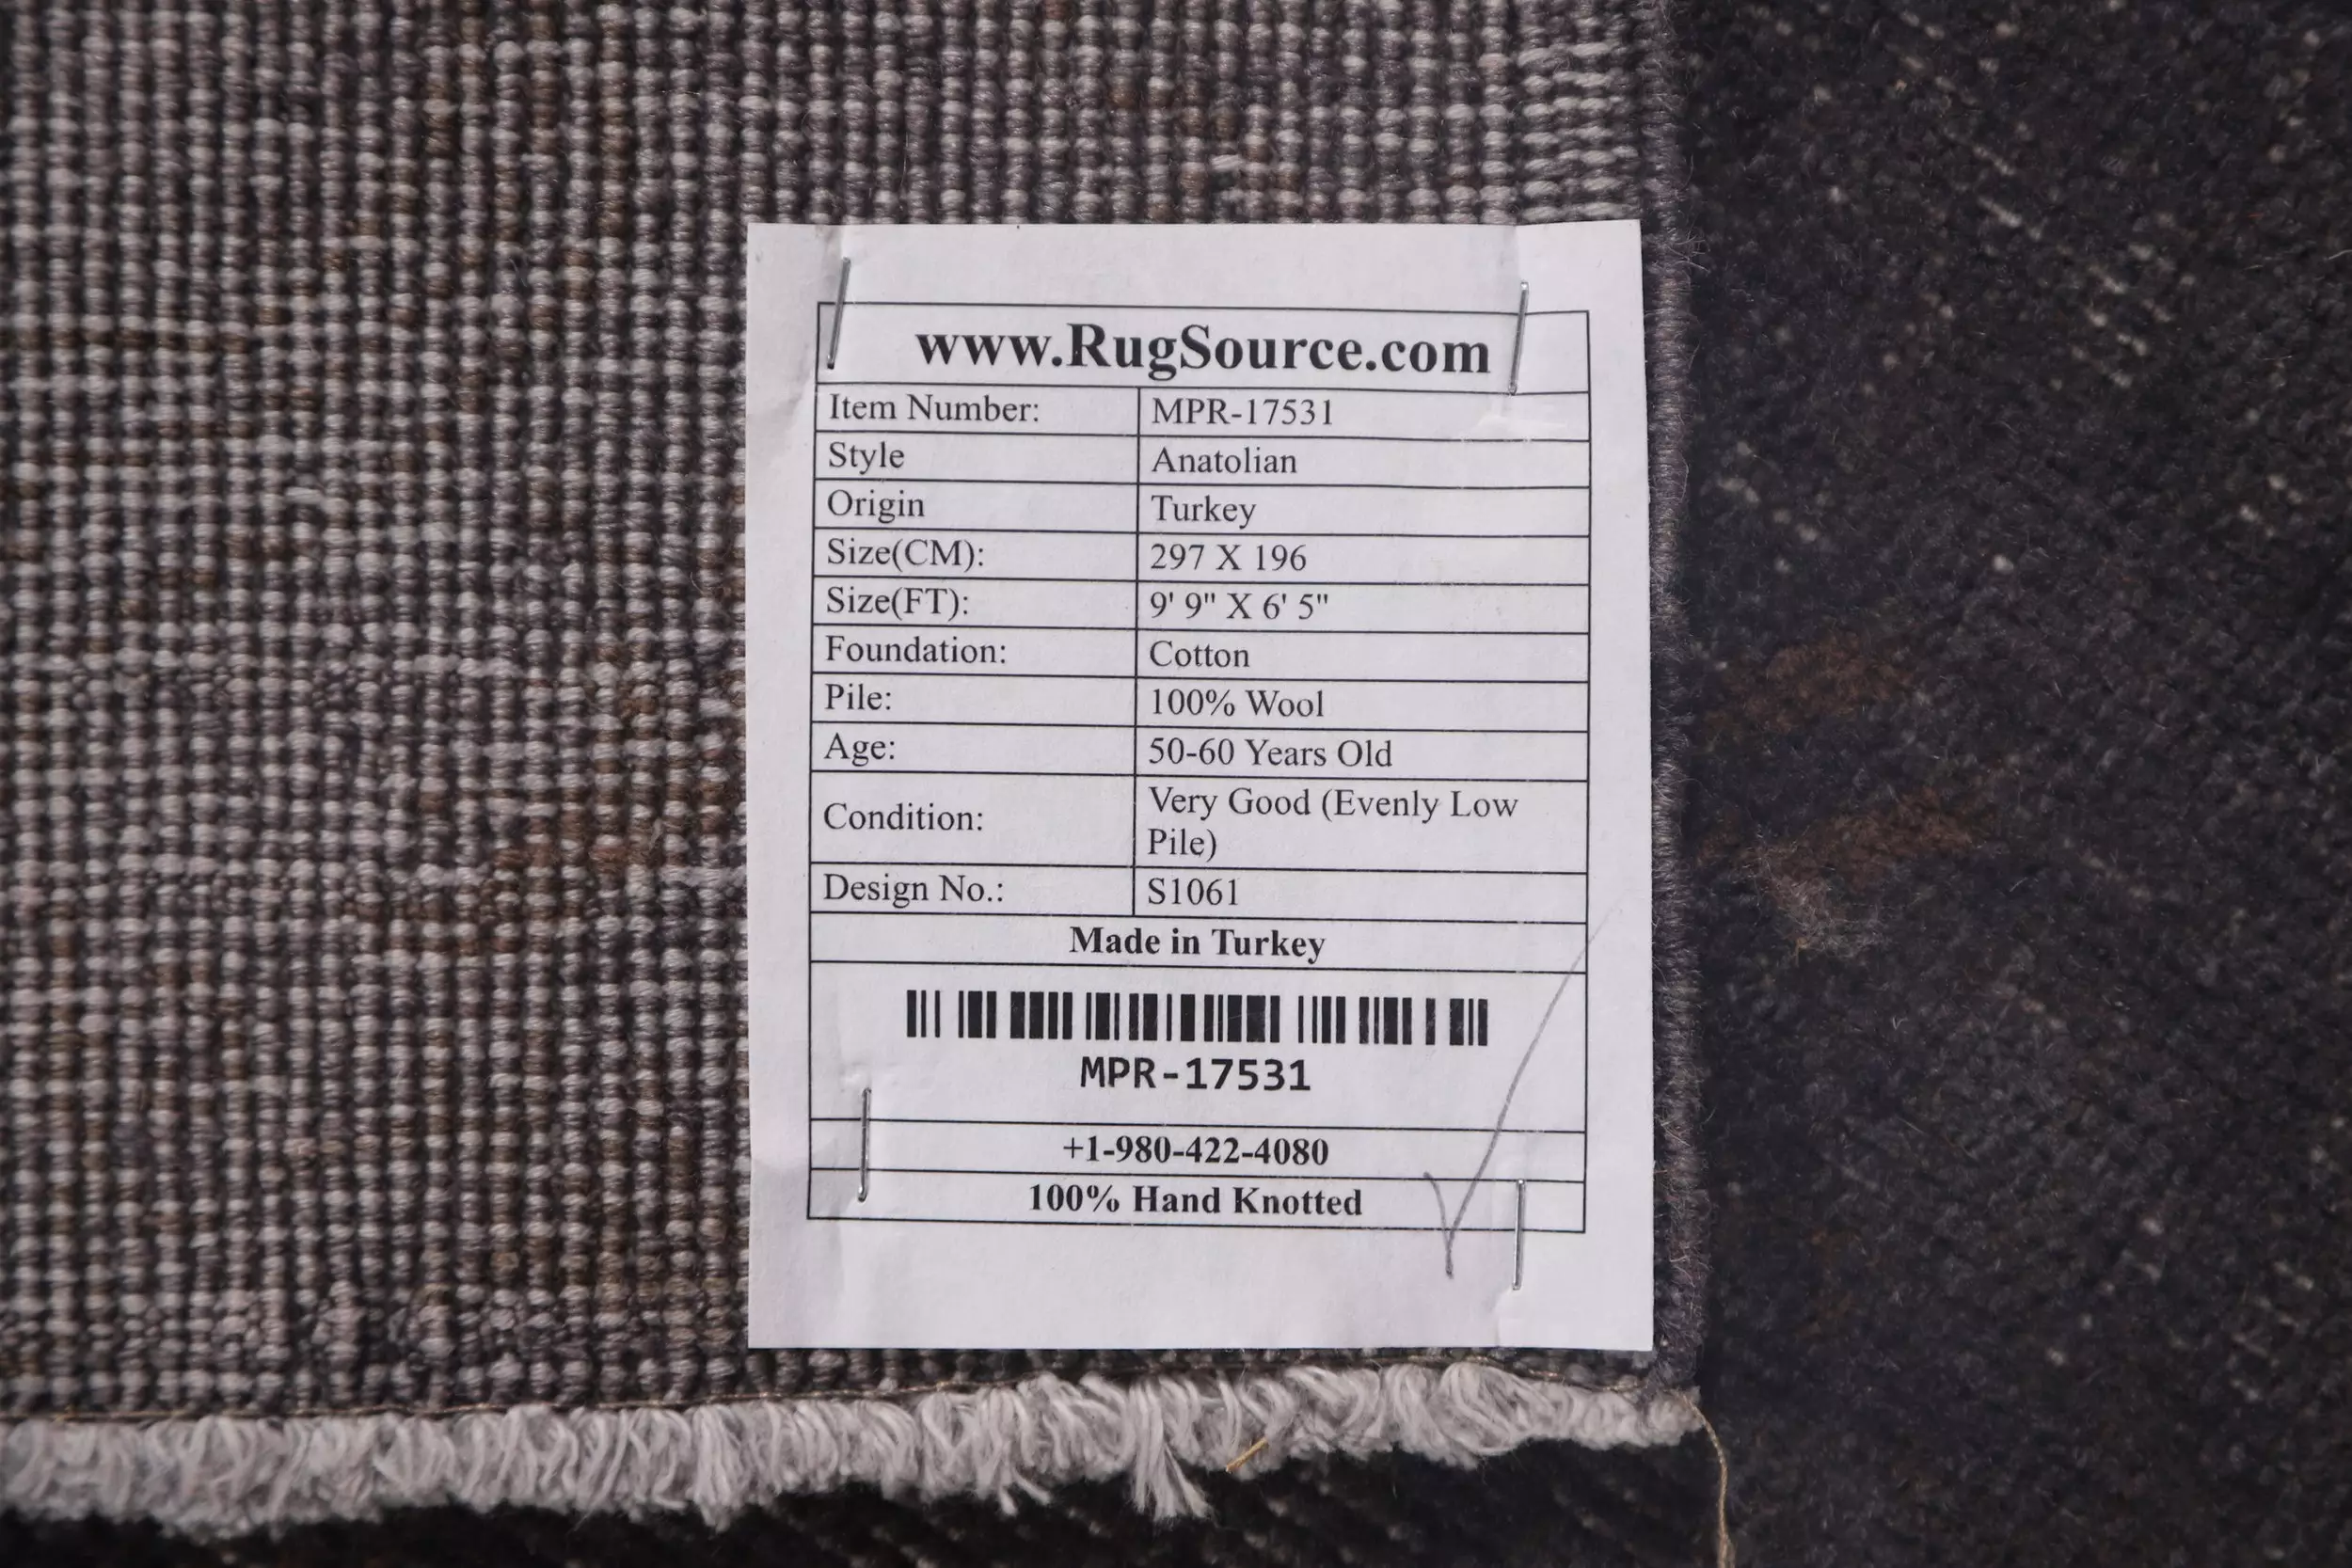 www.RugSource.com
Item Number: MPR-17531
Style Anatolian
Origin Turkey
Size(CM): 297 X 196
Size(FT): 9' 9" X 6' 5"
Foundation: Cotton
Pile: 100% Wool
Age: 50-60 Years Old
Condition: Very Good (Evenly Low
Pile)
Design No.: S1061
Made in Turkey
MPR-17531
+1-980-422-4080
100% Hand Knotted